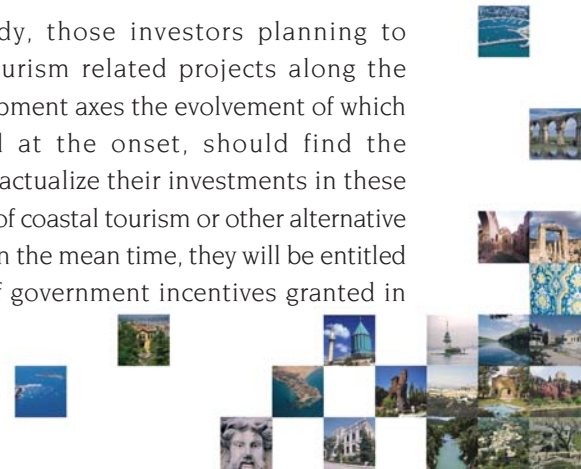 dy, those investors planning to
urism related projects along the
pment axes the evolvement of which
l at the onset, should find the
actualize their investments in these
of coastal tourism or other alternative
n the mean time, they will be entitled
f government incentives granted in